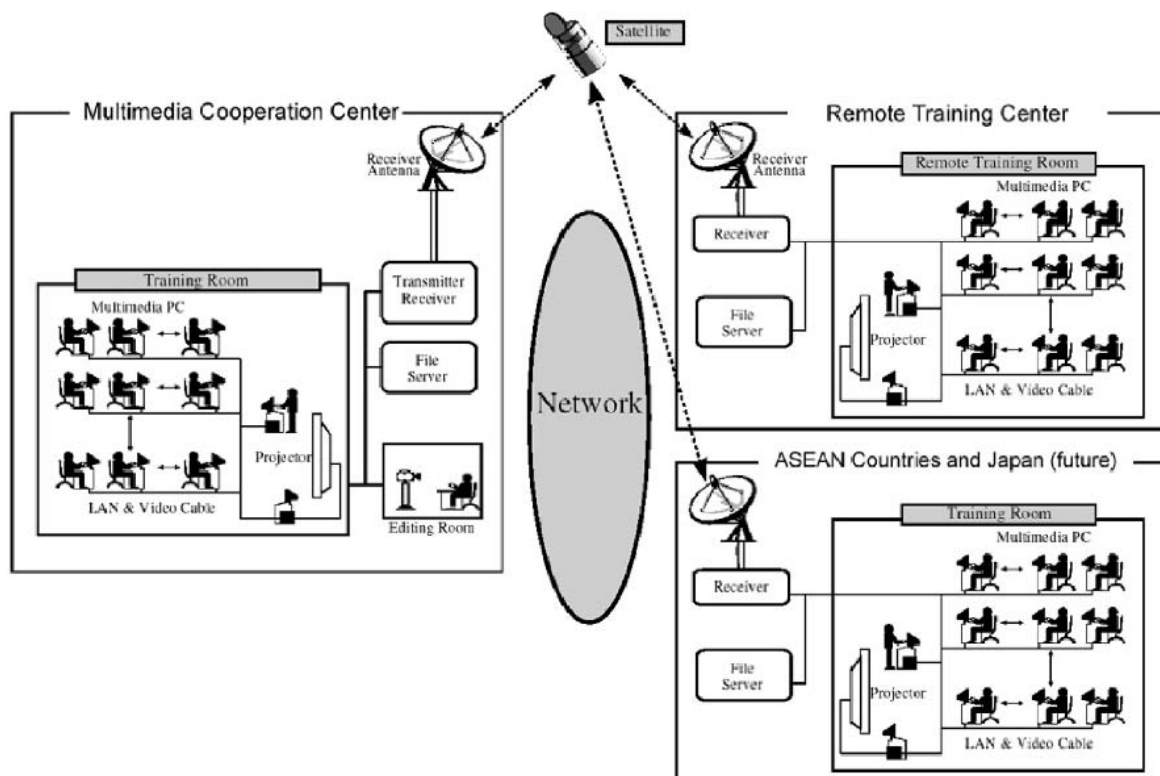 Satellite
Multimedia Cooperation Center
Receiver
Antenna
Training Room
Multimedia PC
Transmitter
Receiver
File
Server
Projector
LAN & Video Cable
Editing Room
Network
Remote Training Center
Receiver
Antenna
Remote Training Room
Multimedia PC
Receiver
File
Server
Projector
LAN & Video Cable
ASEAN Countries and Japan (future)
Training Room
Multimedia PC
Receiver
File
Server
Projector
LAN & Video Cable